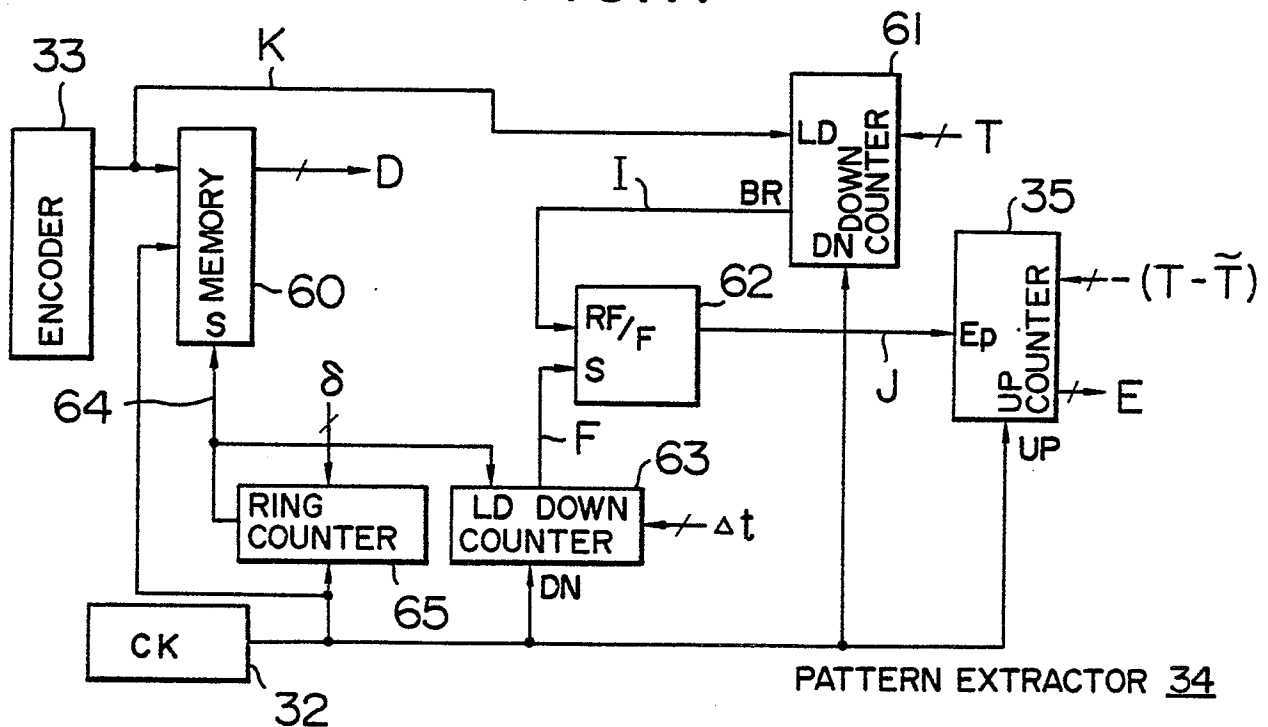 61
33
K
LD
T
DOWN
COUNTER
D
I
BR
35
ENCODER
MEMORY
DN
S
60
62
-(T-T̃)
RF/F
S
Ep
UP
COUNTER
E
J
δ
64
F
63
UP
RING
COUNTER
LD DOWN
COUNTER
Δt
65
DN
CK
32
PATTERN EXTRACTOR 34